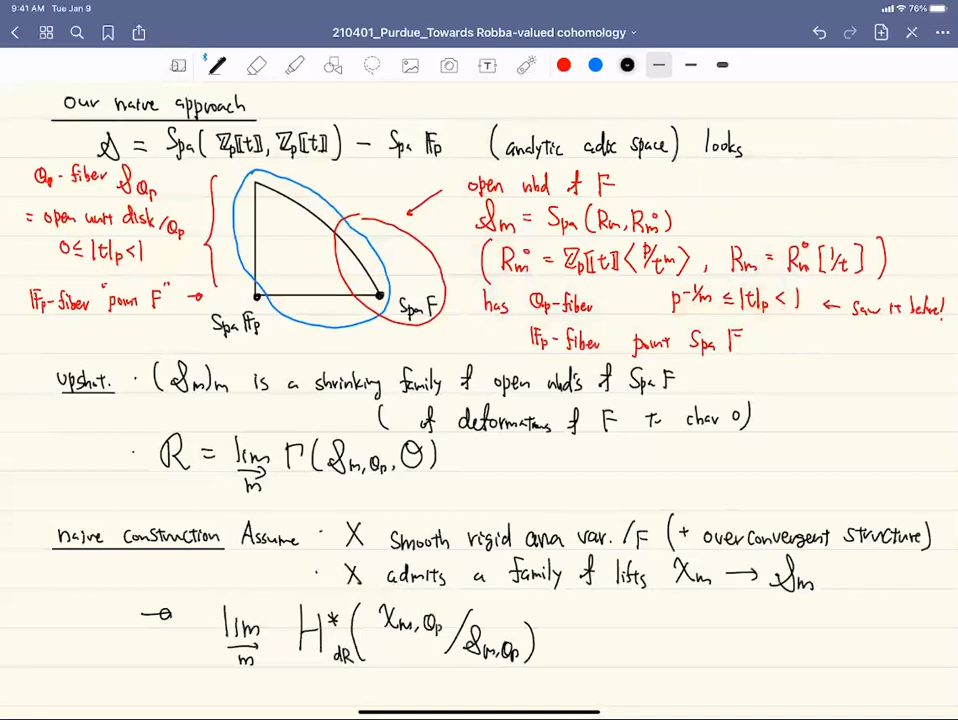 9:41 AM Tue Jan 9
76%
210401_Purdue_Towards Robba-valued cohomology
Our naive approach
𝒮 = Spa(ℤp⟦t⟧, ℤp⟦t⟧) − Spa 𝔽p (analytic adic space) looks
ℚp-fiber 𝒮ℚp
= open unit disk/ℚp
0 ≤ |t|p < 1
𝔽p-fiber "point F" →
Spa 𝔽p
Spa F
open nbd of F
𝒮m = Spa(Rm, Rm°)
(Rm° = ℤp⟦t⟧⟨p/t^m⟩, Rm = Rm°[1/t])
has ℚp-fiber p^{-1/m} ≤ |t|p < 1 ← saw it before!
𝔽p-fiber point Spa F
upshot. · (𝒮m)m is a shrinking family of open nbd's of Spa F
(of deformations of F to char 0)
· R = lim→m Γ(𝒮m,ℚp, O)
naive construction Assume · X smooth rigid ana var. /F (+ overconvergent structure)
· X admits a family of lifts 𝒳m → 𝒮m
→ lim→m H*dR(𝒳m,ℚp/𝒮m,ℚp)